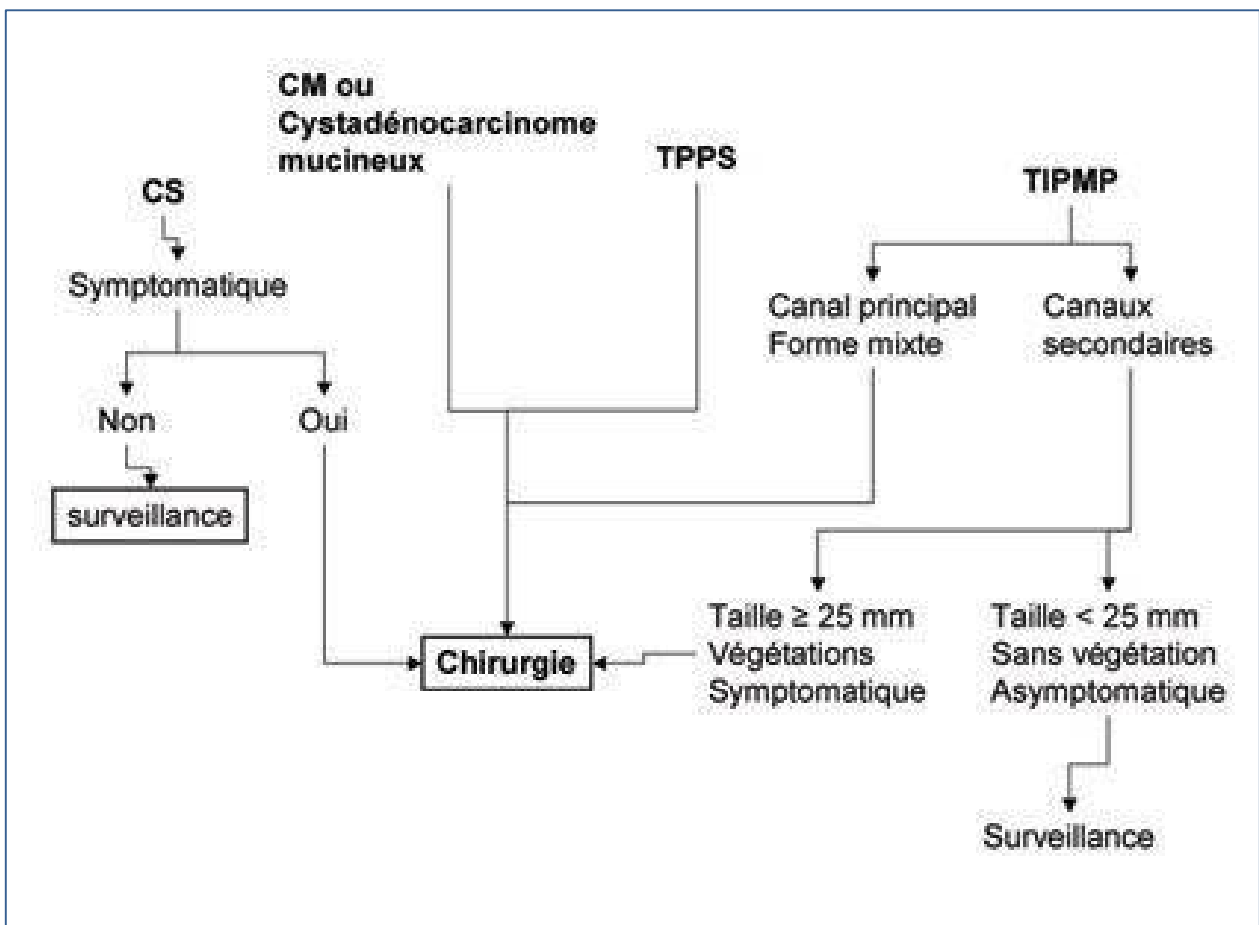 CM ou
Cystadénocarcinome
mucineux
TPPS
TIPMP
CS
Symptomatique
Canal principal
Forme mixte
Canaux
secondaires
Non
Oui
surveillance
Taille ≥ 25 mm
Végétations
Symptomatique
Taille < 25 mm
Sans végétation
Asymptomatique
Chirurgie
Surveillance